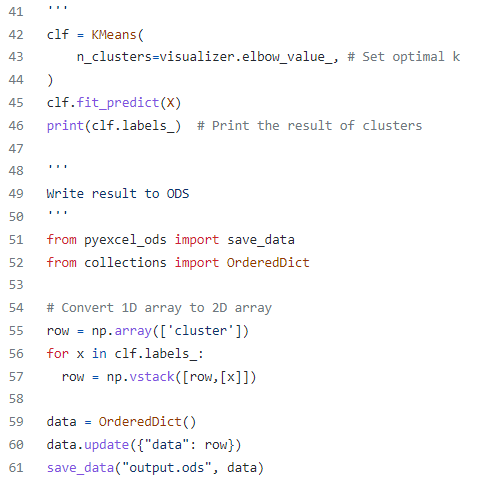 41 '''
42 clf = KMeans(
43     n_clusters=visualizer.elbow_value_, # Set optimal k
44 )
45 clf.fit_predict(X)
46 print(clf.labels_)  # Print the result of clusters
47
48 '''
49 Write result to ODS
50 '''
51 from pyexcel_ods import save_data
52 from collections import OrderedDict
53
54 # Convert 1D array to 2D array
55 row = np.array(['cluster'])
56 for x in clf.labels_:
57   row = np.vstack([row,[x]])
58
59 data = OrderedDict()
60 data.update({"data": row})
61 save_data("output.ods", data)